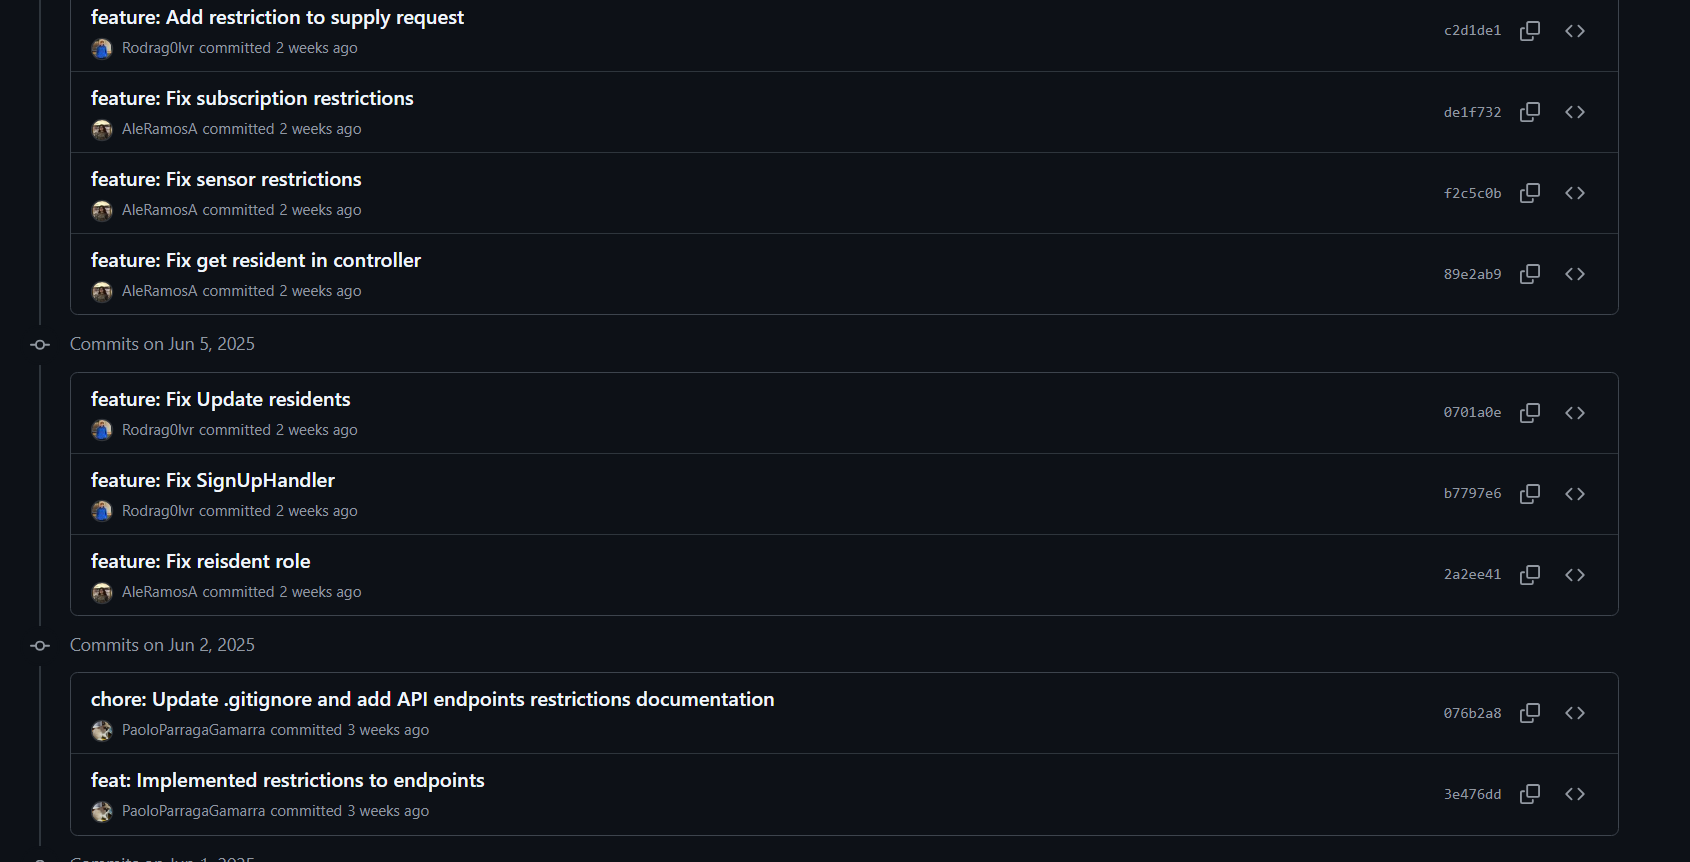 feature: Add restriction to supply request
Rodrag0lvr committed 2 weeks ago
c2d1de1
feature: Fix subscription restrictions
AleRamosA committed 2 weeks ago
de1f732
feature: Fix sensor restrictions
AleRamosA committed 2 weeks ago
f2c5c0b
feature: Fix get resident in controller
AleRamosA committed 2 weeks ago
89e2ab9
Commits on Jun 5, 2025
feature: Fix Update residents
Rodrag0lvr committed 2 weeks ago
0701a0e
feature: Fix SignUpHandler
Rodrag0lvr committed 2 weeks ago
b7797e6
feature: Fix reisdent role
AleRamosA committed 2 weeks ago
2a2ee41
Commits on Jun 2, 2025
chore: Update .gitignore and add API endpoints restrictions documentation
PaoloParragaGamarra committed 3 weeks ago
076b2a8
feat: Implemented restrictions to endpoints
PaoloParragaGamarra committed 3 weeks ago
3e476dd
Commits on Jun 1, 2025